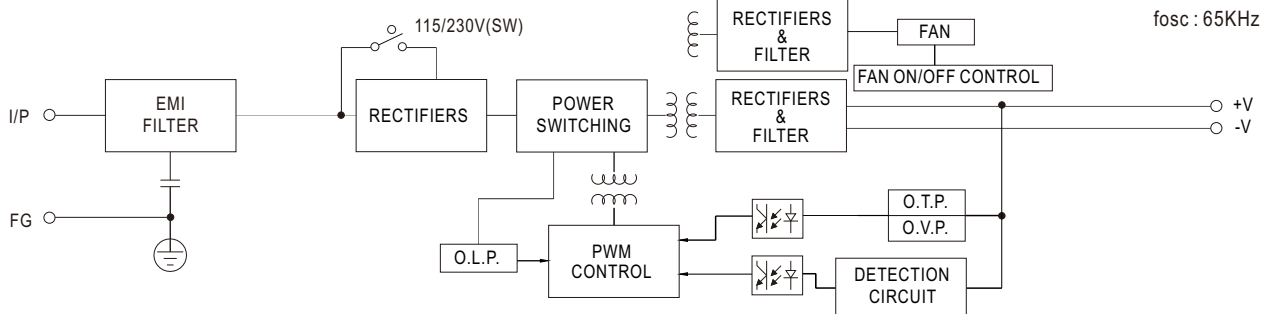 115/230V(SW)
RECTIFIERS
&
FILTER
FAN
FAN ON/OFF CONTROL
fosc : 65KHz
I/P
EMI
FILTER
RECTIFIERS
POWER
SWITCHING
RECTIFIERS
&
FILTER
+V
-V
FG
O.L.P.
PWM
CONTROL
O.T.P.
O.V.P.
DETECTION
CIRCUIT